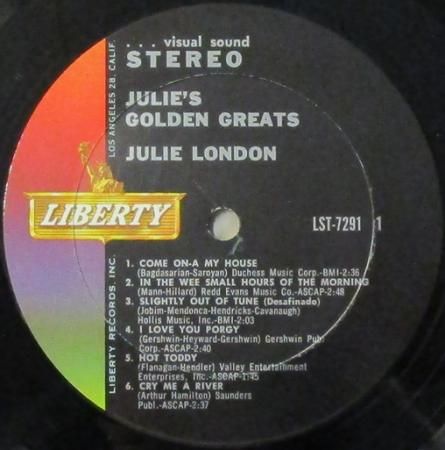 . . . visual sound
STEREO
JULIE'S
GOLDEN GREATS
JULIE LONDON
LIBERTY
LST-7291 1
1. COME ON-A MY HOUSE
(Bagdasarian-Saroyan) Duchess Music Corp.-BMI-2:36
2. IN THE WEE SMALL HOURS OF THE MORNING
(Mann-Hillard) Redd Evans Music Co.-ASCAP-2:48
3. SLIGHTLY OUT OF TUNE (Desafinado)
(Jobim-Mendonca-Hendricks-Cavanaugh)
Hollis Music, Inc.-BMI-2:03
4. I LOVE YOU PORGY
(Gershwin-Heyward-Gershwin) Gershwin Pub.
Corp.-ASCAP-2:40
5. HOT TODDY
(Flanagan-Hendler) Valley Entertainment
Enterprises, Inc.-ASCAP-1:45
6. CRY ME A RIVER
(Arthur Hamilton) Saunders
Publ.-ASCAP-2:37
LIBERTY RECORDS, INC.
LOS ANGELES 28, CALIF.